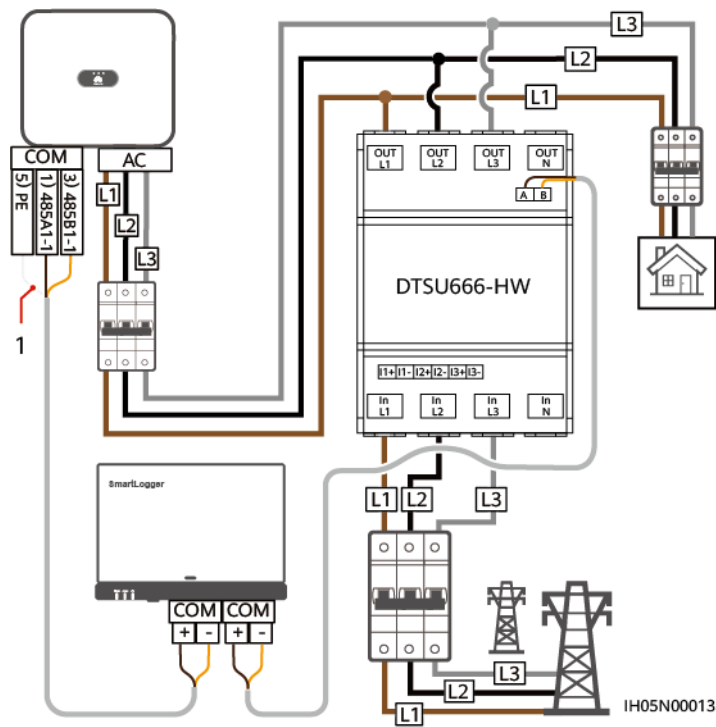 L3
L2
L1
COM
AC
5) PE
1) 485A1-1
3) 485B1-1
L1
L2
L3
1
OUT L1
OUT L2
OUT L3
OUT N
A B
DTSU666-HW
I1+ I1- I2+ I2- I3+ I3-
In L1
In L2
In L3
In N
L1
L2
L3
SmartLogger
COM COM
+ - + -
L3
L2
L1
IH05N00013